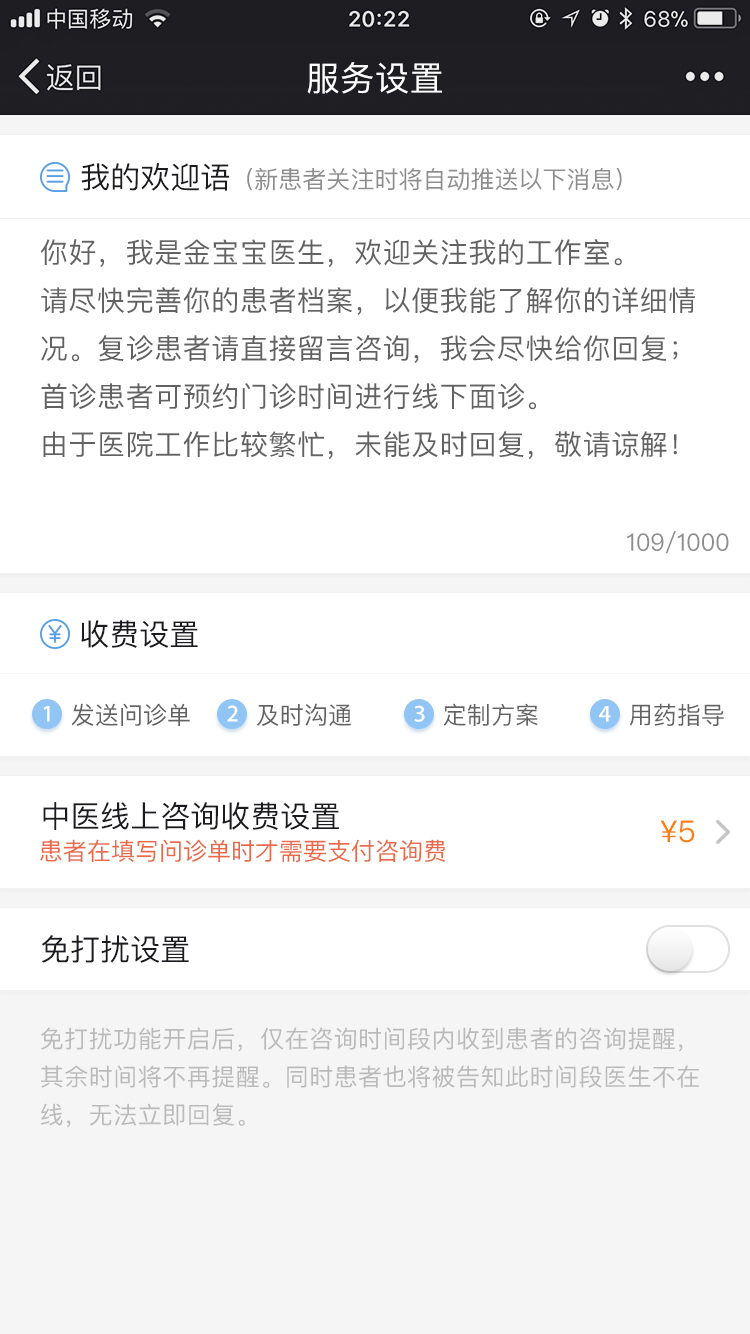 中国移动 20:22 68%
返回 服务设置
我的欢迎语（新患者关注时将自动推送以下消息）
你好，我是金宝宝医生，欢迎关注我的工作室。
请尽快完善你的患者档案，以便我能了解你的详细情
况。复诊患者请直接留言咨询，我会尽快给你回复；
首诊患者可预约门诊时间进行线下面诊。
由于医院工作比较繁忙，未能及时回复，敬请谅解！
109/1000
收费设置
1 发送问诊单 2 及时沟通 3 定制方案 4 用药指导
中医线上咨询收费设置
患者在填写问诊单时才需要支付咨询费
¥5
免打扰设置
免打扰功能开启后，仅在咨询时间段内收到患者的咨询提醒，
其余时间将不再提醒。同时患者也将被告知此时间段医生不在
线，无法立即回复。